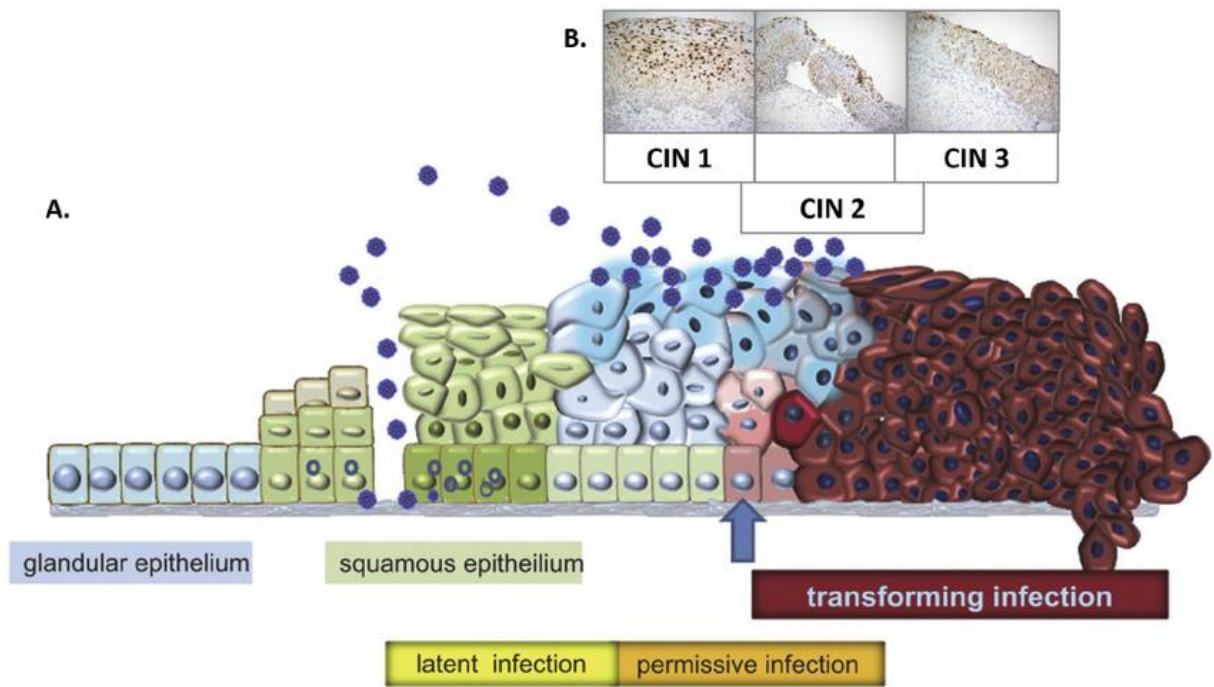 B.
CIN 1
CIN 3
CIN 2
A.
glandular epithelium
squamous epitheilium
transforming infection
latent infection
permissive infection